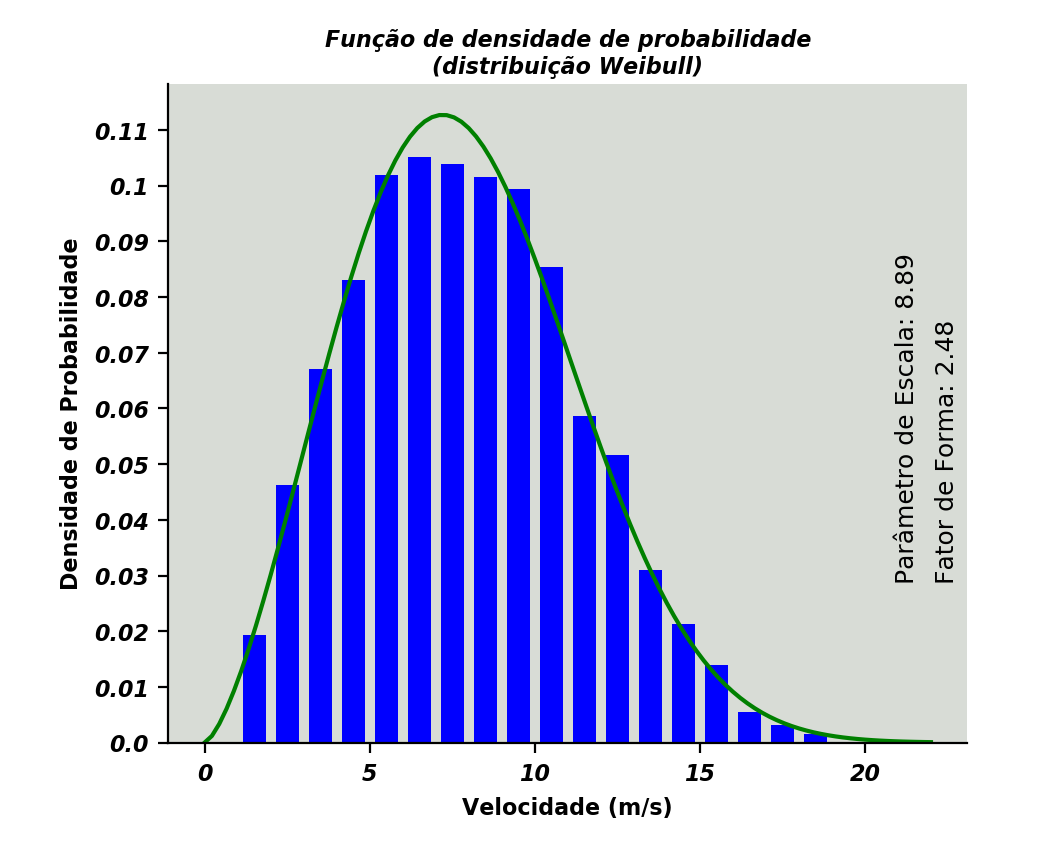 Função de densidade de probabilidade
(distribuição Weibull)
0.11
0.1
0.09
0.08
0.07
0.06
0.05
0.04
0.03
0.02
0.01
0.0
Densidade de Probabilidade
0 5 10 15 20
Velocidade (m/s)
Parâmetro de Escala: 8.89
Fator de Forma: 2.48